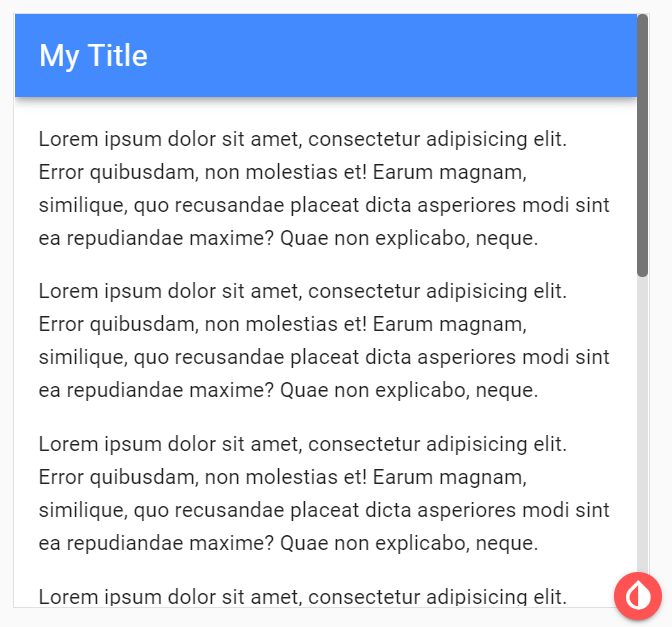 My Title
Lorem ipsum dolor sit amet, consectetur adipisicing elit.
Error quibusdam, non molestias et! Earum magnam,
similique, quo recusandae placeat dicta asperiores modi sint
ea repudiandae maxime? Quae non explicabo, neque.
Lorem ipsum dolor sit amet, consectetur adipisicing elit.
Error quibusdam, non molestias et! Earum magnam,
similique, quo recusandae placeat dicta asperiores modi sint
ea repudiandae maxime? Quae non explicabo, neque.
Lorem ipsum dolor sit amet, consectetur adipisicing elit.
Error quibusdam, non molestias et! Earum magnam,
similique, quo recusandae placeat dicta asperiores modi sint
ea repudiandae maxime? Quae non explicabo, neque.
Lorem ipsum dolor sit amet, consectetur adipisicing elit.